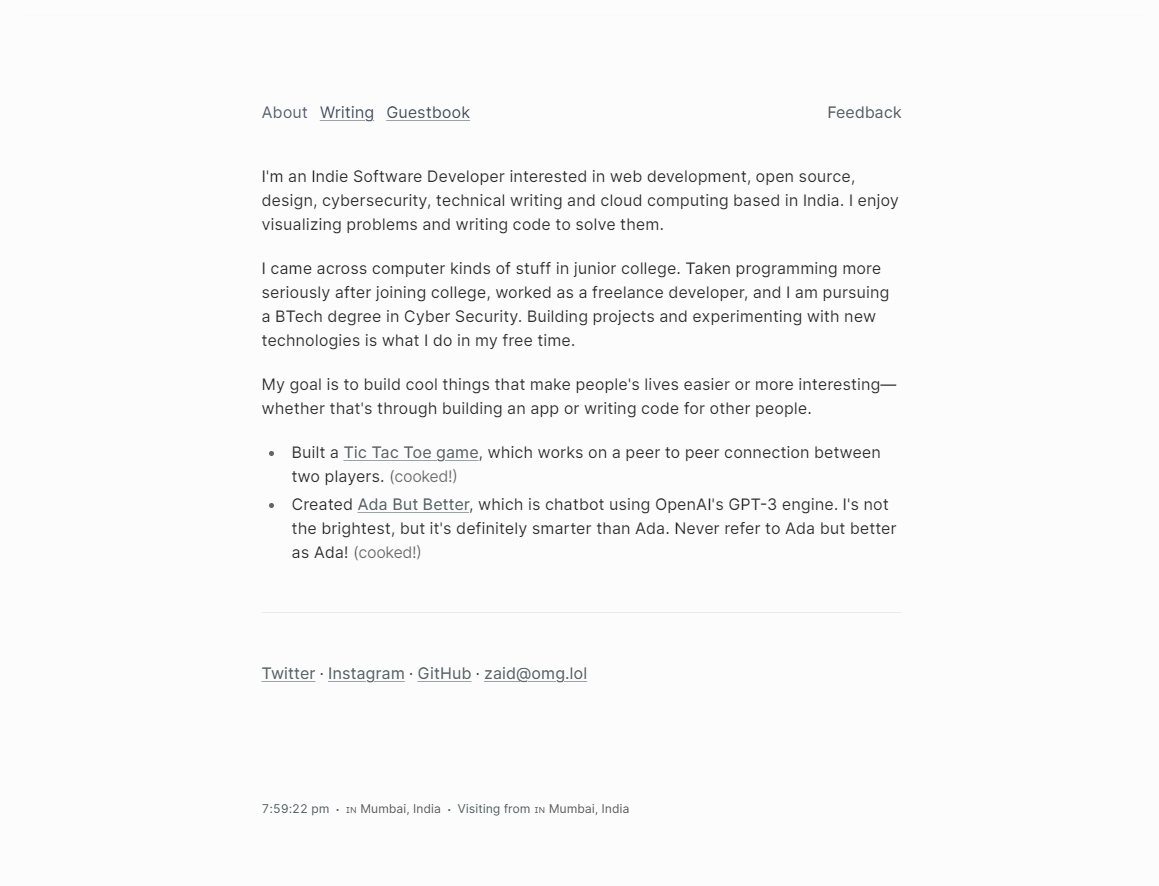 About Writing Guestbook Feedback
I'm an Indie Software Developer interested in web development, open source,
design, cybersecurity, technical writing and cloud computing based in India. I enjoy
visualizing problems and writing code to solve them.
I came across computer kinds of stuff in junior college. Taken programming more
seriously after joining college, worked as a freelance developer, and I am pursuing
a BTech degree in Cyber Security. Building projects and experimenting with new
technologies is what I do in my free time.
My goal is to build cool things that make people's lives easier or more interesting—
whether that's through building an app or writing code for other people.
• Built a Tic Tac Toe game, which works on a peer to peer connection between
two players. (cooked!)
• Created Ada But Better, which is chatbot using OpenAI's GPT-3 engine. I's not
the brightest, but it's definitely smarter than Ada. Never refer to Ada but better
as Ada! (cooked!)
Twitter · Instagram · GitHub · zaid@omg.lol
7:59:22 pm · IN Mumbai, India · Visiting from IN Mumbai, India